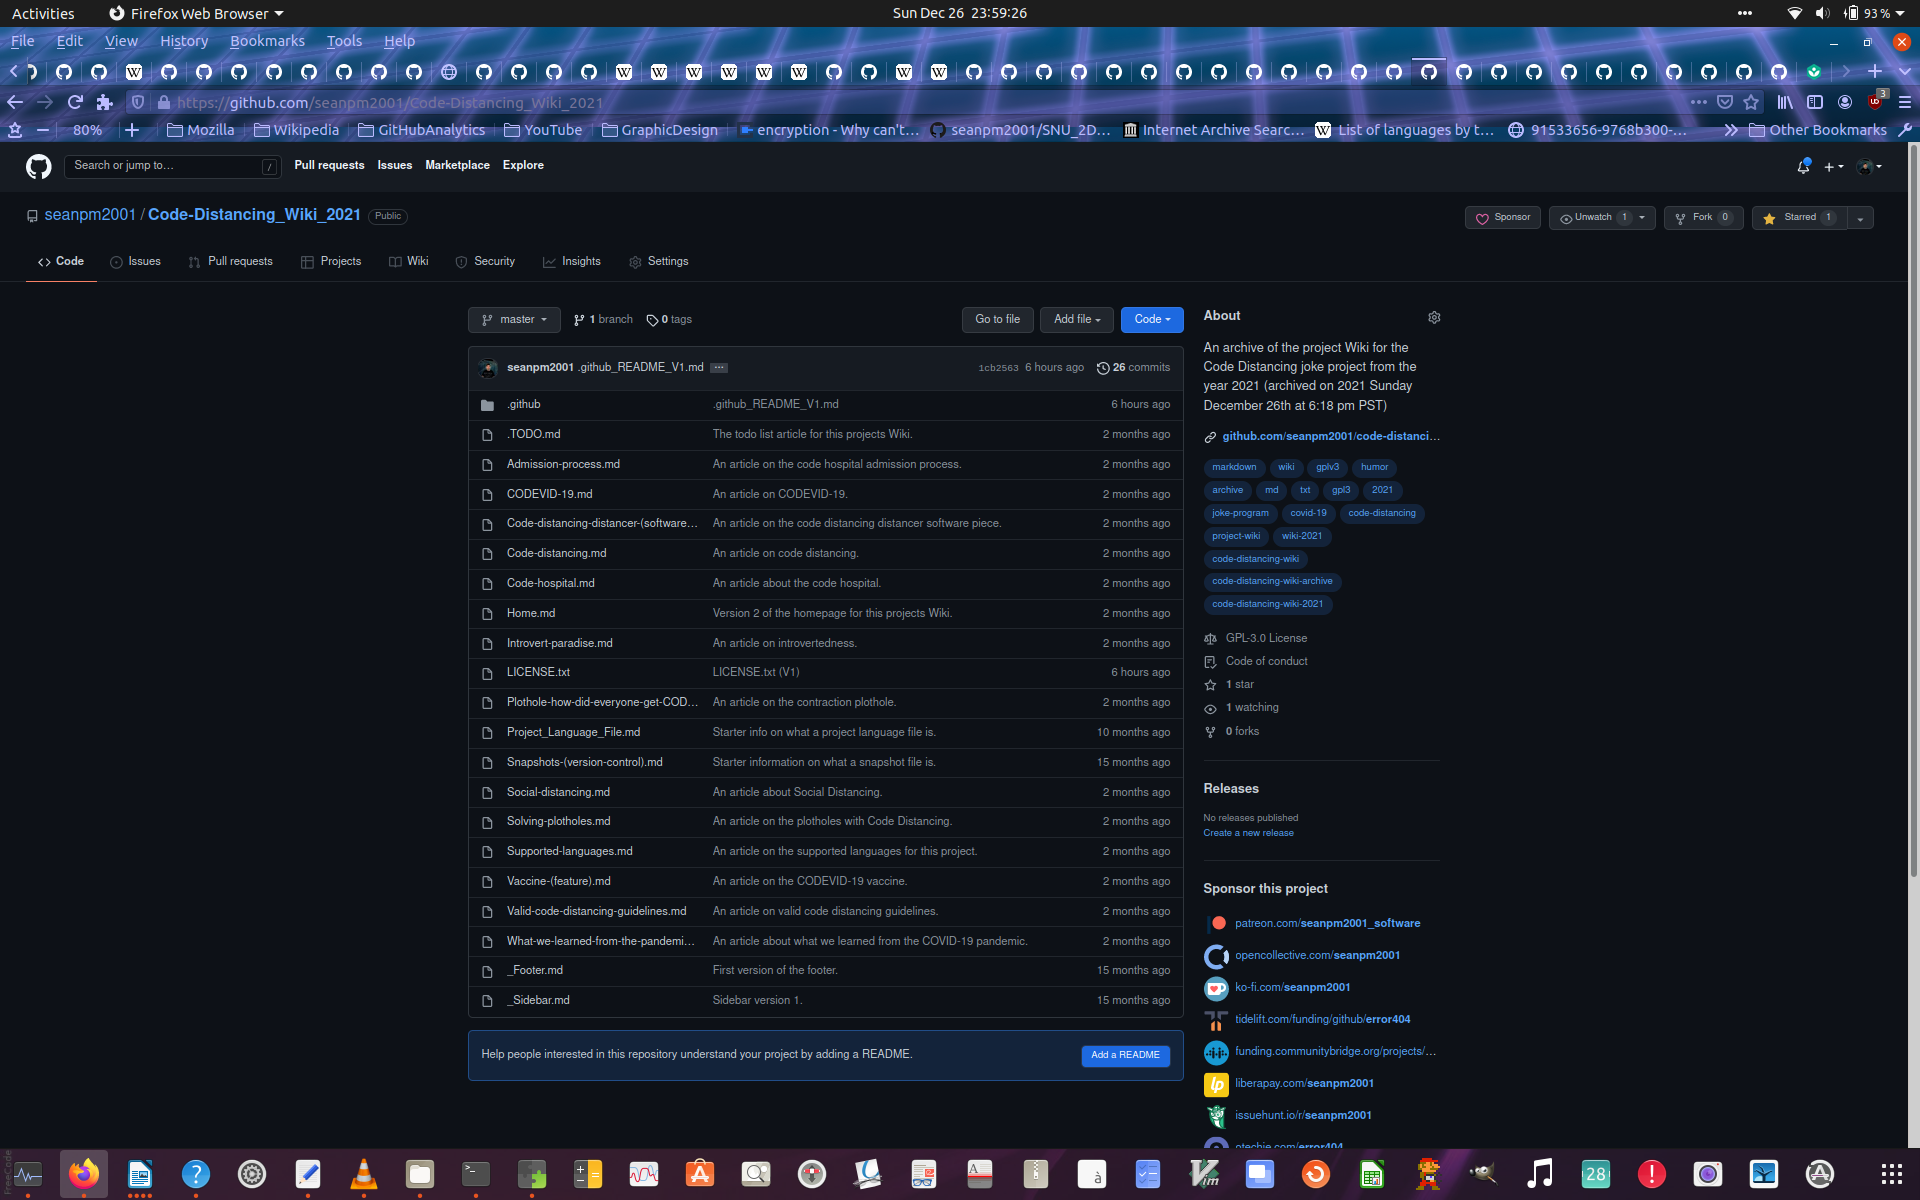 Activities Firefox Web Browser Sun Dec 26 23:59:26 93 %
File Edit View History Bookmarks Tools Help
https://github.com/seanpm2001/Code-Distancing_Wiki_2021 3
80% Mozilla Wikipedia GitHubAnalytics YouTube GraphicDesign encryption - Why can't... seanpm2001/SNU_2D... Internet Archive Searc... List of languages by t... 91533656-9768b300-... Other Bookmarks
Search or jump to... / Pull requests Issues Marketplace Explore
seanpm2001 / Code-Distancing_Wiki_2021 Public Sponsor Unwatch 1 Fork 0 Starred 1
Code Issues Pull requests Projects Wiki Security Insights Settings
master 1 branch 0 tags Go to file Add file Code
seanpm2001 .github_README_V1.md ... 1cb2563 6 hours ago 26 commits
.github .github_README_V1.md 6 hours ago
.TODO.md The todo list article for this projects Wiki. 2 months ago
Admission-process.md An article on the code hospital admission process. 2 months ago
CODEVID-19.md An article on CODEVID-19. 2 months ago
Code-distancing-distancer-(software... An article on the code distancing distancer software piece. 2 months ago
Code-distancing.md An article on code distancing. 2 months ago
Code-hospital.md An article about the code hospital. 2 months ago
Home.md Version 2 of the homepage for this projects Wiki. 2 months ago
Introvert-paradise.md An article on introvertedness. 2 months ago
LICENSE.txt LICENSE.txt (V1) 6 hours ago
Plothole-how-did-everyone-get-COD... An article on the contraction plothole. 2 months ago
Project_Language_File.md Starter info on what a project language file is. 10 months ago
Snapshots-(version-control).md Starter information on what a snapshot file is. 15 months ago
Social-distancing.md An article about Social Distancing. 2 months ago
Solving-plotholes.md An article on the plotholes with Code Distancing. 2 months ago
Supported-languages.md An article on the supported languages for this project. 2 months ago
Vaccine-(feature).md An article on the CODEVID-19 vaccine. 2 months ago
Valid-code-distancing-guidelines.md An article on valid code distancing guidelines. 2 months ago
What-we-learned-from-the-pandemi... An article about what we learned from the COVID-19 pandemic. 2 months ago
_Footer.md First version of the footer. 15 months ago
_Sidebar.md Sidebar version 1. 15 months ago
Help people interested in this repository understand your project by adding a README. Add a README
About
An archive of the project Wiki for the
Code Distancing joke project from the
year 2021 (archived on 2021 Sunday
December 26th at 6:18 pm PST)
github.com/seanpm2001/code-distanci...
markdown wiki gplv3 humor
archive md txt gpl3 2021
joke-program covid-19 code-distancing
project-wiki wiki-2021
code-distancing-wiki
code-distancing-wiki-archive
code-distancing-wiki-2021
GPL-3.0 License
Code of conduct
1 star
1 watching
0 forks
Releases
No releases published
Create a new release
Sponsor this project
patreon.com/seanpm2001_software
opencollective.com/seanpm2001
ko-fi.com/seanpm2001
tidelift.com/funding/github/error404
funding.communitybridge.org/projects/...
liberapay.com/seanpm2001
issuehunt.io/r/seanpm2001
otechie.com/error404
28